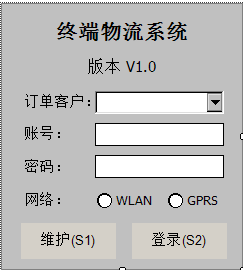 终端物流系统
版本 V1.0
订单客户：
账号：
密码：
网络： WLAN GPRS
维护(S1) 登录(S2)